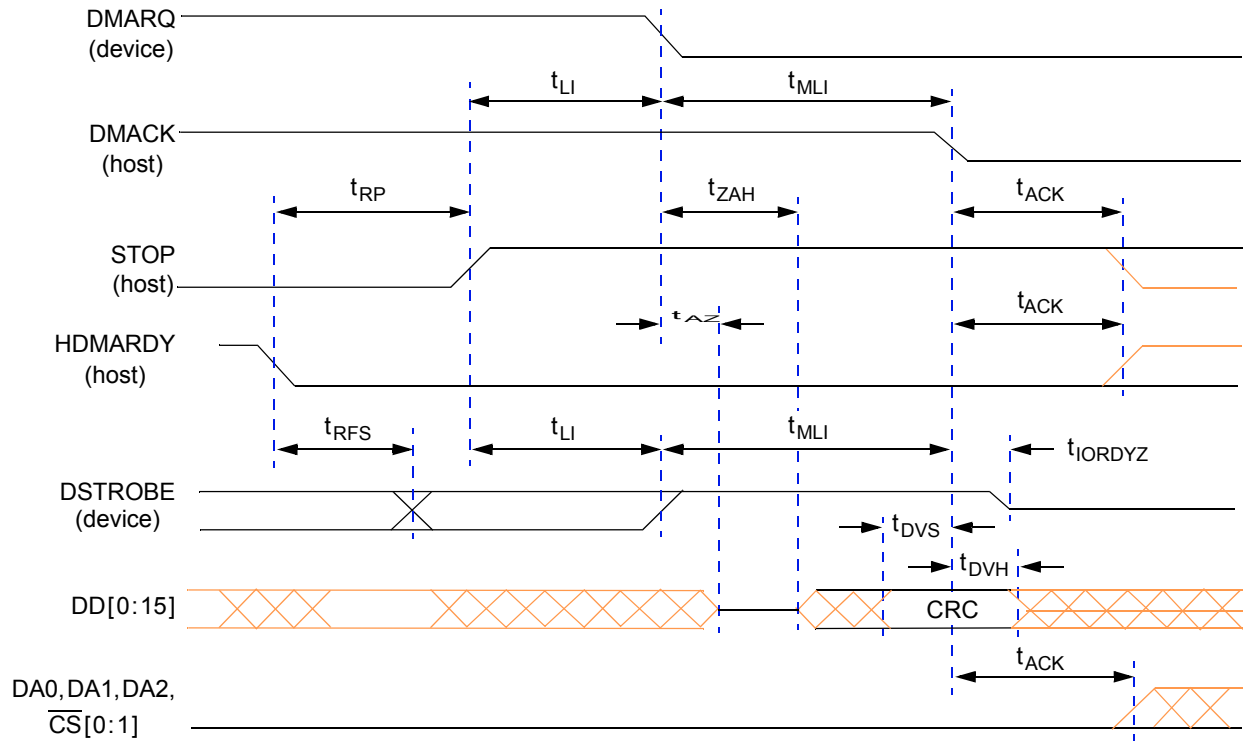 DMARQ
(device)
tLI
tMLI
DMACK
(host)
tRP
tZAH
tACK
STOP
(host)
tAZ
tACK
HDMARDY
(host)
tRFS
tLI
tMLI
tIORDYZ
DSTROBE
(device)
tDVS
tDVH
DD[0:15]
CRC
tACK
DA0,DA1,DA2,
CS[0:1]